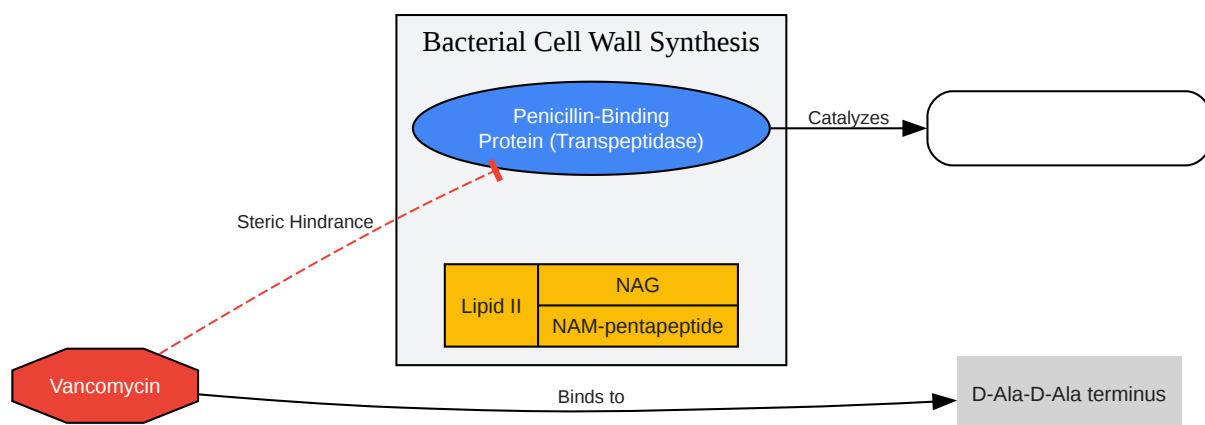 Bacterial Cell Wall Synthesis
Penicillin-Binding
Protein (Transpeptidase)
Catalyzes
Steric Hindrance
Lipid II
NAG
NAM-pentapeptide
Vancomycin
Binds to
D-Ala-D-Ala terminus